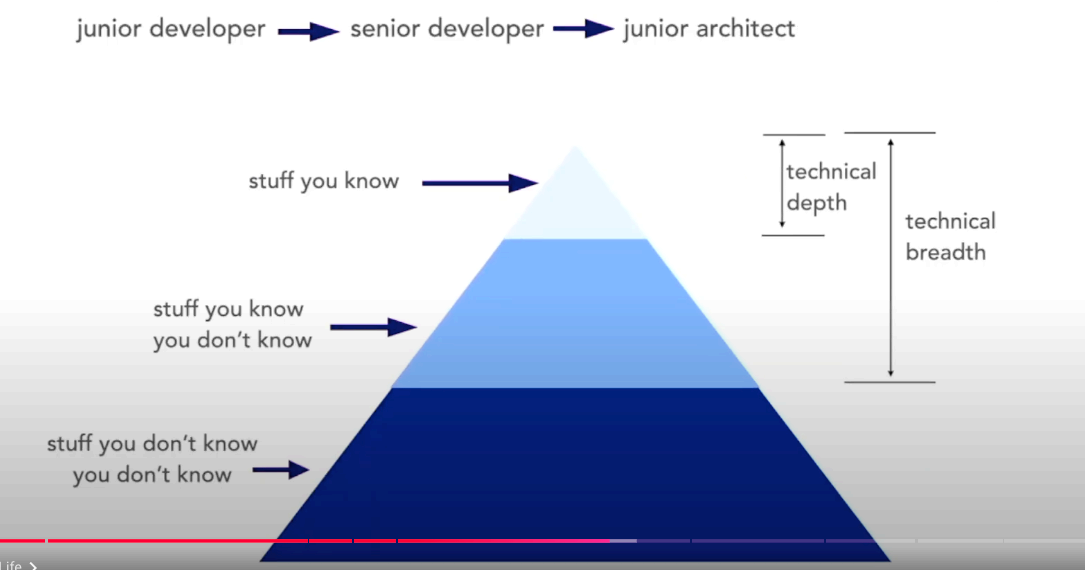 junior developer senior developer junior architect
stuff you know
technical
depth
technical
breadth
stuff you know
you don't know
stuff you don't know
you don't know
Life